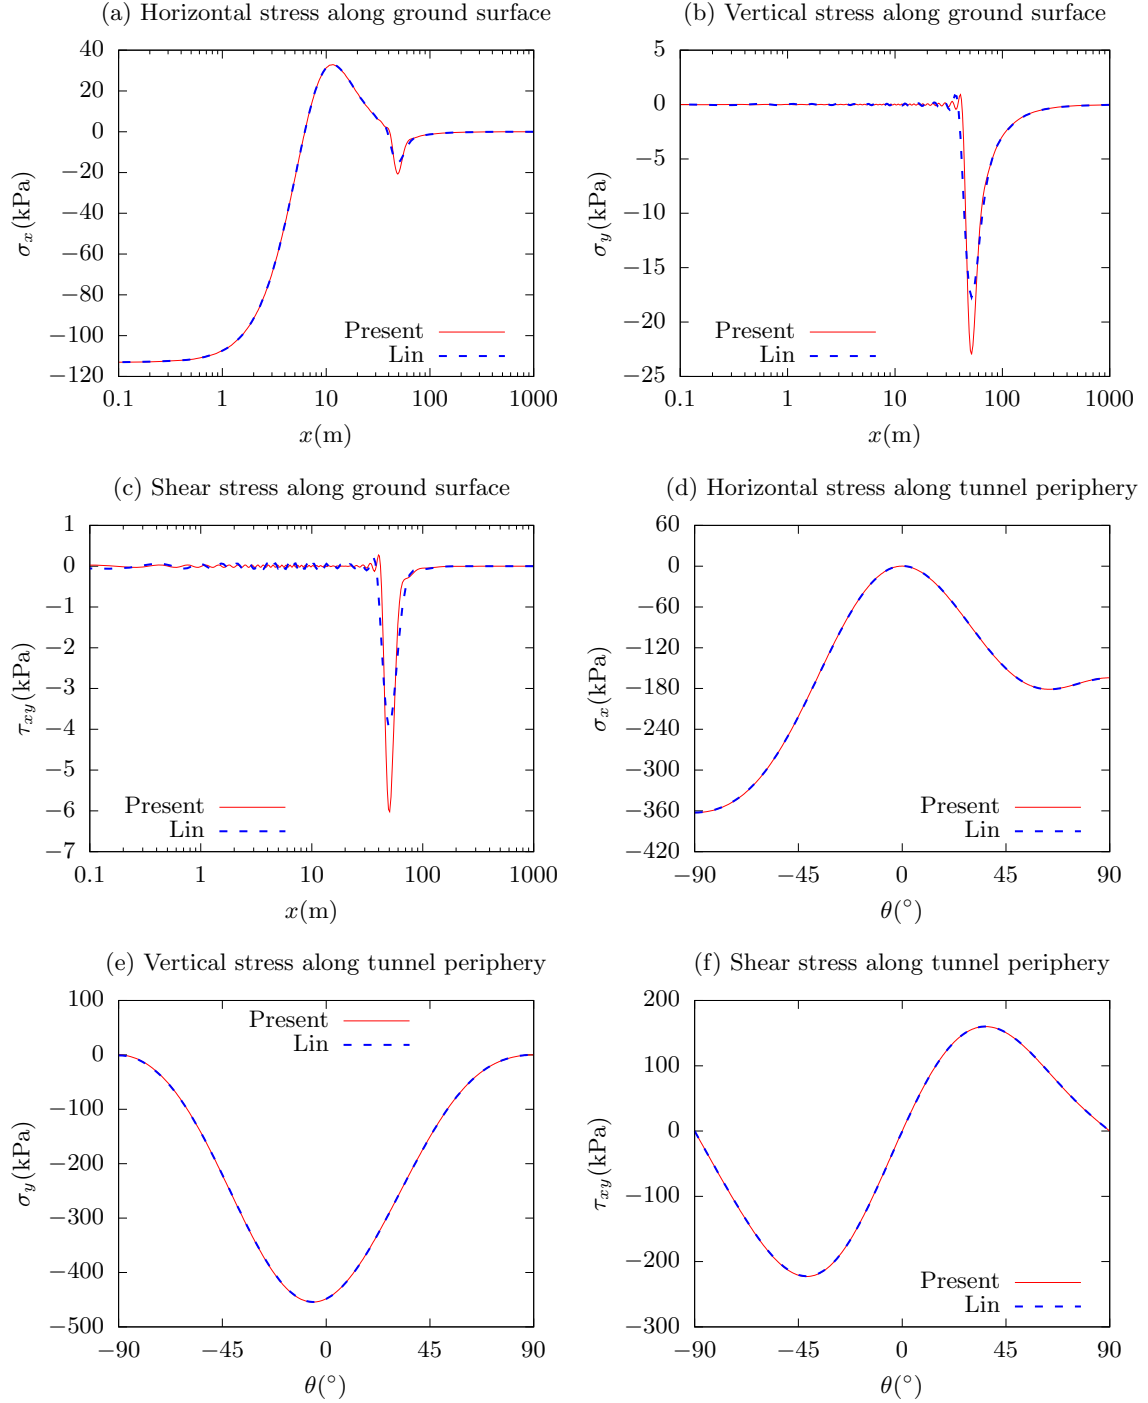 (a) Horizontal stress along ground surface
40
20
0
−20
−40
−60
−80
−100
−120
σx(kPa)
Present
Lin
0.1 1 10 100 1000
x(m)
(b) Vertical stress along ground surface
5
0
−5
−10
−15
−20
−25
σy(kPa)
Present
Lin
0.1 1 10 100 1000
x(m)
(c) Shear stress along ground surface
1
0
−1
−2
−3
−4
−5
−6
−7
τxy(kPa)
Present
Lin
0.1 1 10 100 1000
x(m)
(d) Horizontal stress along tunnel periphery
60
0
−60
−120
−180
−240
−300
−360
−420
σx(kPa)
Present
Lin
−90 −45 0 45 90
θ(°)
(e) Vertical stress along tunnel periphery
100
0
−100
−200
−300
−400
−500
σy(kPa)
Present
Lin
−90 −45 0 45 90
θ(°)
(f) Shear stress along tunnel periphery
200
100
0
−100
−200
−300
τxy(kPa)
Present
Lin
−90 −45 0 45 90
θ(°)